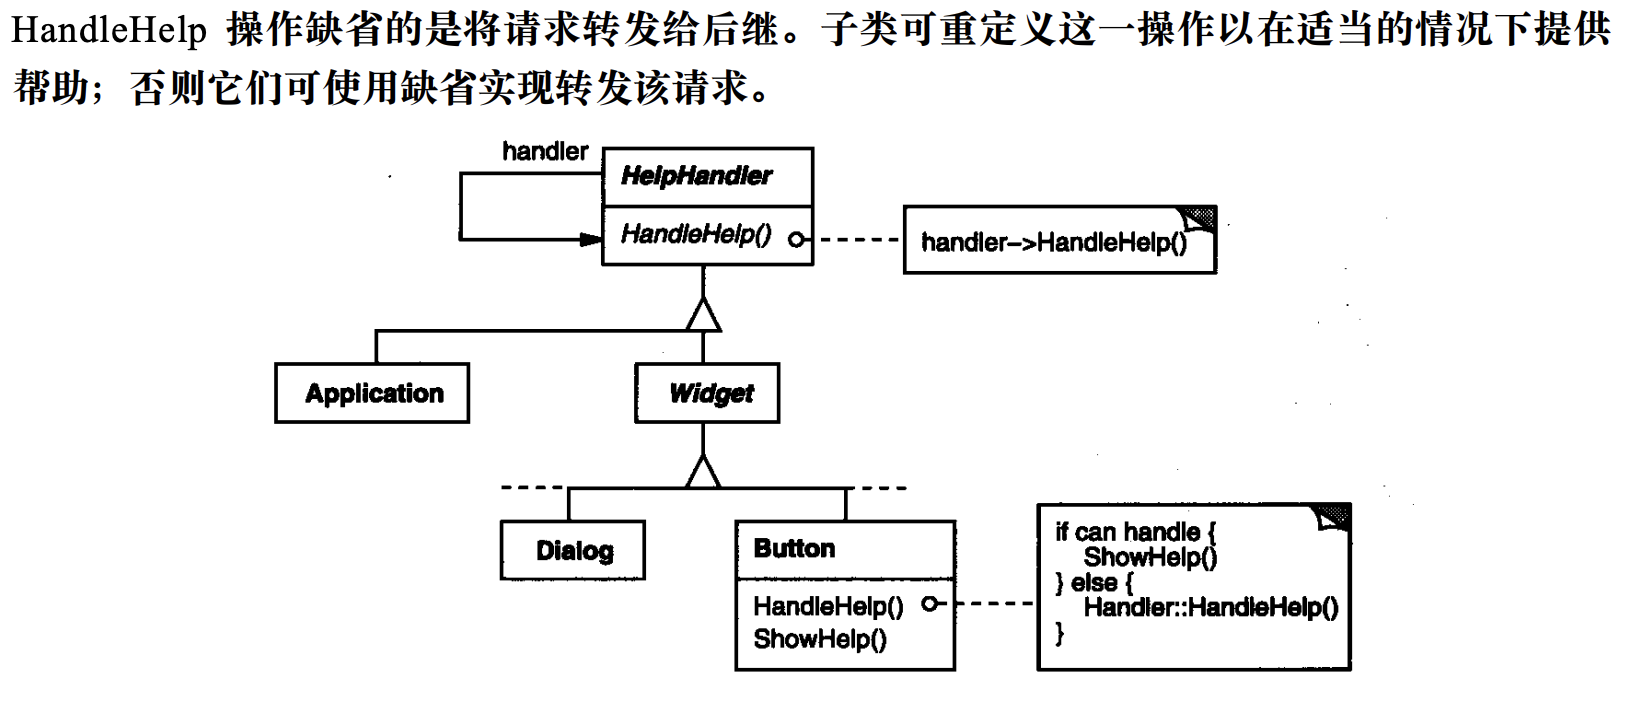 HandleHelp 操作缺省的是将请求转发给后继。子类可重定义这一操作以在适当的情况下提供
帮助；否则它们可使用缺省实现转发该请求。
handler
HelpHandler
HandleHelp()
handler–>HandleHelp()
Application
Widget
Dialog
Button
HandleHelp()
ShowHelp()
if can handle {
ShowHelp()
} else {
Handler::HandleHelp()
}